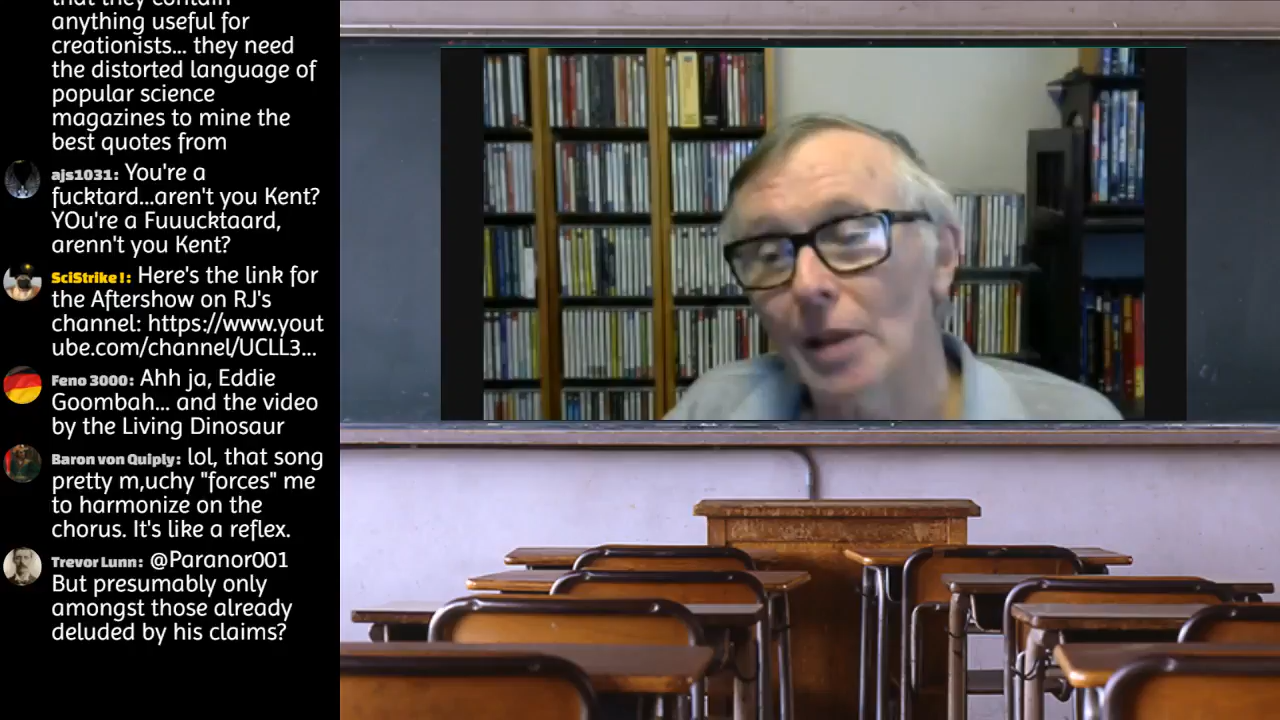 that they contain
anything useful for
creationists... they need
the distorted language of
popular science
magazines to mine the
best quotes from
ajs1031: You're a
fucktard...aren't you Kent?
YOu're a Fuuucktaard,
arenn't you Kent?
SciStrike!: Here's the link for
the Aftershow on RJ's
channel: https://www.yout
ube.com/channel/UCLL3...
Feno 3000: Ahh ja, Eddie
Goombah... and the video
by the Living Dinosaur
Baron von Quiply: lol, that song
pretty m,uchy "forces" me
to harmonize on the
chorus. It's like a reflex.
Trevor Lunn: @Paranor001
But presumably only
amongst those already
deluded by his claims?